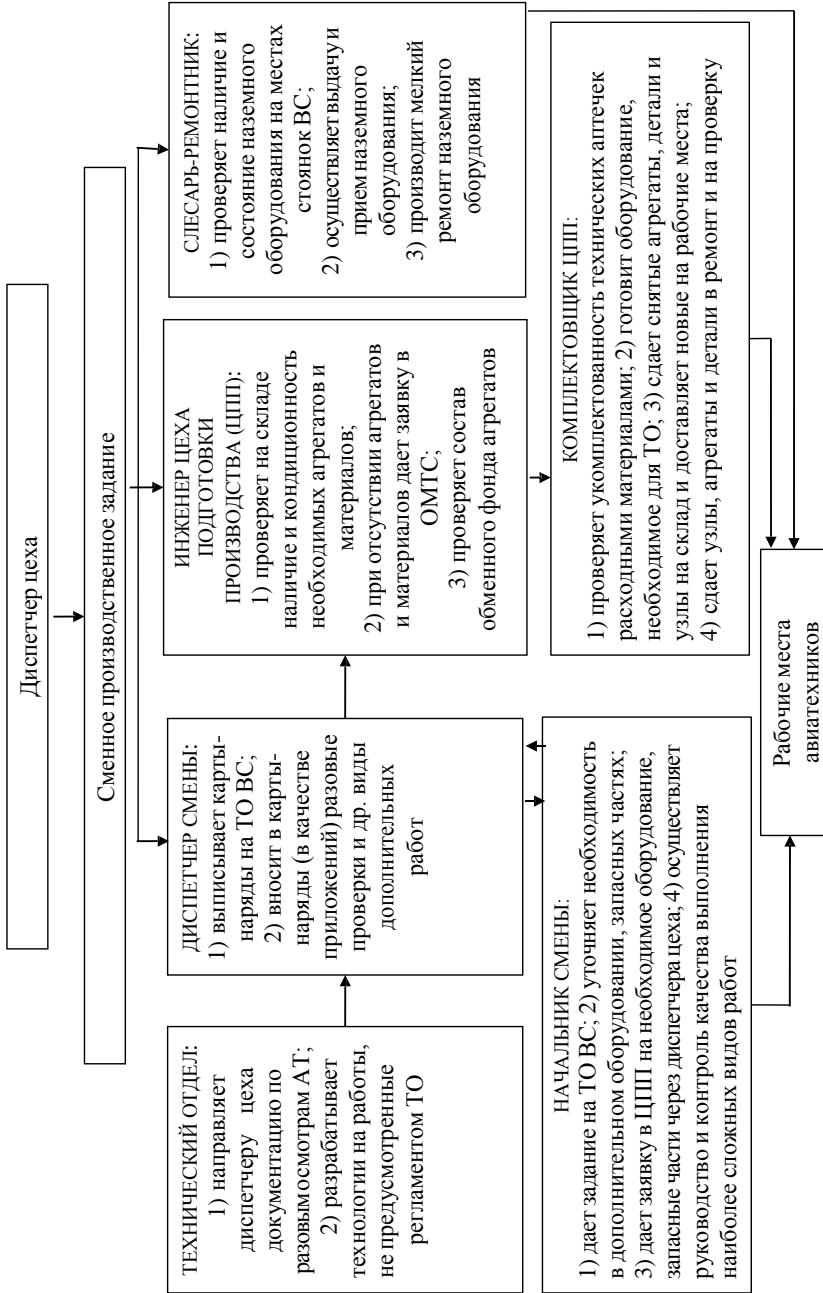 Диспетчер цеха
Сменное производственное задание
ТЕХНИЧЕСКИЙ ОТДЕЛ:
1) направляет
диспетчеру цеха
документацию по
разовым осмотрам АТ;
2) разрабатывает
технологии на работы,
не предусмотренные
регламентом ТО
ДИСПЕТЧЕР СМЕНЫ:
1) выписывает карты-
наряды на ТО ВС;
2) вносит в карты-
наряды (в качестве
приложений) разовые
проверки и др. виды
дополнительных
работ
ИНЖЕНЕР ЦЕХА
ПОДГОТОВКИ
ПРОИЗВОДСТВА (ЦПП):
1) проверяет на складе
наличие и кондиционность
необходимых агрегатов и
материалов;
2) при отсутствии агрегатов
и материалов дает заявку в
ОМТС;
3) проверяет состав
обменного фонда агрегатов
СЛЕСАРЬ-РЕМОНТНИК:
1) проверяет наличие и
состояние наземного
оборудования на местах
стоянок ВС;
2) осуществляет выдачу и
прием наземного
оборудования;
3) производит мелкий
ремонт наземного
оборудования
НАЧАЛЬНИК СМЕНЫ:
1) дает задание на ТО ВС; 2) уточняет необходимость
в дополнительном оборудовании, запасных частях;
3) дает заявку в ЦПП на необходимое оборудование,
запасные части через диспетчера цеха; 4) осуществляет
руководство и контроль качества выполнения
наиболее сложных видов работ
КОМПЛЕКТОВЩИК ЦПП:
1) проверяет укомплектованность технических аптечек
расходными материалами; 2) готовит оборудование,
необходимое для ТО; 3) сдает снятые агрегаты, детали и
узлы на склад и доставляет новые на рабочие места;
4) сдает узлы, агрегаты и детали в ремонт и на проверку
Рабочие места
авиатехников